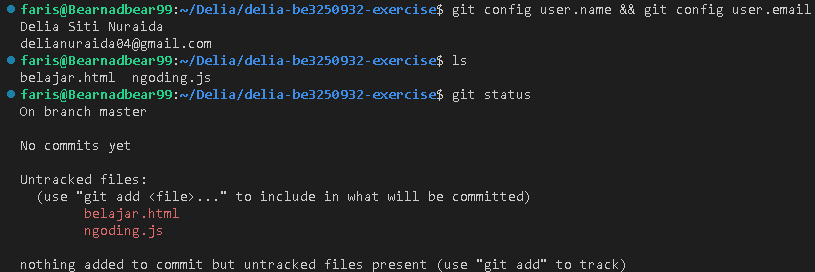 faris@Bearnadbear99:~/Delia/delia-be3250932-exercise$ git config user.name && git config user.email
Delia Siti Nuraida
delianuraida04@gmail.com
faris@Bearnadbear99:~/Delia/delia-be3250932-exercise$ ls
belajar.html  ngoding.js
faris@Bearnadbear99:~/Delia/delia-be3250932-exercise$ git status
On branch master
No commits yet
Untracked files:
  (use "git add <file>..." to include in what will be committed)
        belajar.html
        ngoding.js
nothing added to commit but untracked files present (use "git add" to track)